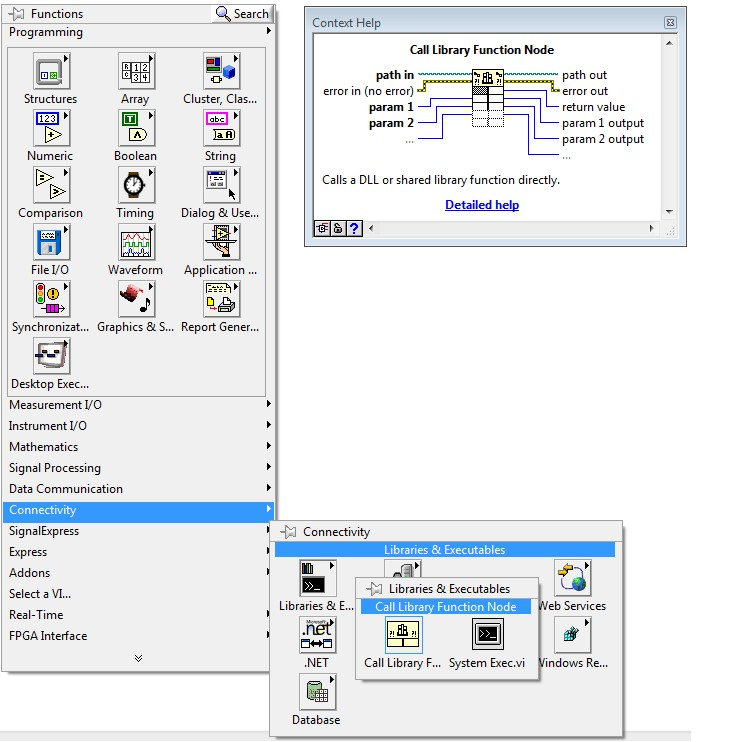 Functions
Search
Programming
Structures
Array
Cluster, Clas...
Numeric
Boolean
String
Comparison
Timing
Dialog & Use...
File I/O
Waveform
Application ...
Synchronizat...
Graphics & S...
Report Gener...
Desktop Exec...
Measurement I/O
Instrument I/O
Mathematics
Signal Processing
Data Communication
Connectivity
SignalExpress
Express
Addons
Select a VI...
Real-Time
FPGA Interface
Context Help
Call Library Function Node
path in
path out
error in (no error)
error out
return value
param 1
param 1 output
param 2
param 2 output
...
...
Calls a DLL or shared library function directly.
Detailed help
Connectivity
Libraries & Executables
Libraries & E...
Web Services
.NET
Windows Re...
Database
Libraries & Executables
Call Library Function Node
Call Library F...
System Exec.vi